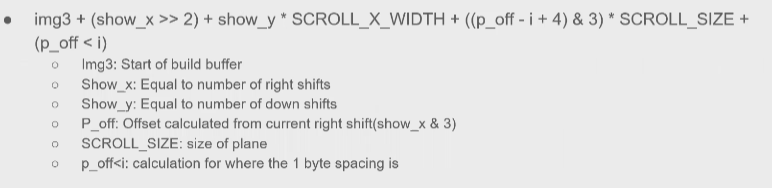 ● img3 + (show_x >> 2) + show_y * SCROLL_X_WIDTH + ((p_off - i + 4) & 3) * SCROLL_SIZE +
(p_off < i)
○ Img3: Start of build buffer
○ Show_x: Equal to number of right shifts
○ Show_y: Equal to number of down shifts
○ P_off: Offset calculated from current right shift(show_x & 3)
○ SCROLL_SIZE: size of plane
○ p_off<i: calculation for where the 1 byte spacing is